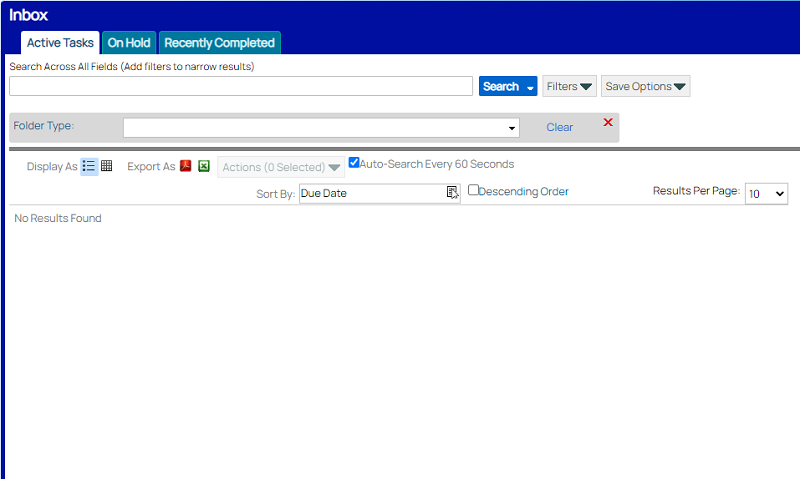 Inbox
Active Tasks On Hold Recently Completed
Search Across All Fields (Add filters to narrow results)
Search Filters Save Options
Folder Type: Clear
Display As Export As Actions (0 Selected) Auto-Search Every 60 Seconds
Sort By: Due Date Descending Order Results Per Page: 10
No Results Found